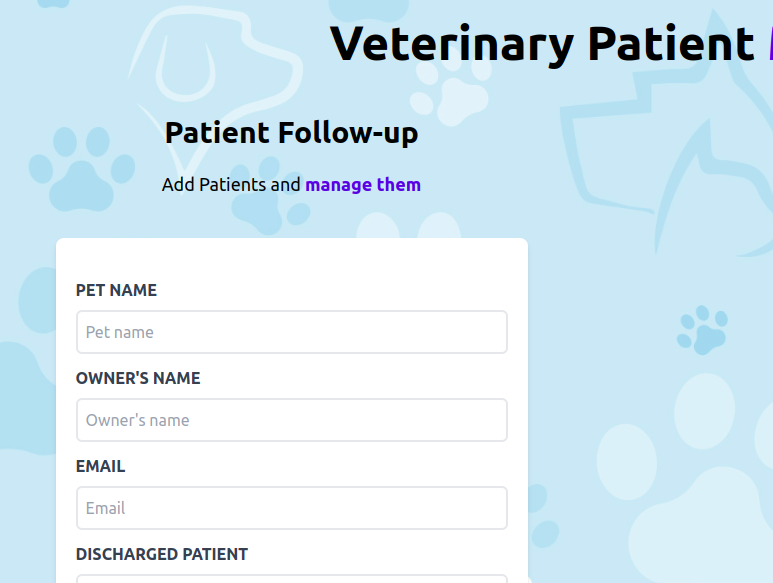 Veterinary Patient
Patient Follow-up
Add Patients and manage them
PET NAME
Pet name
OWNER'S NAME
Owner's name
EMAIL
Email
DISCHARGED PATIENT